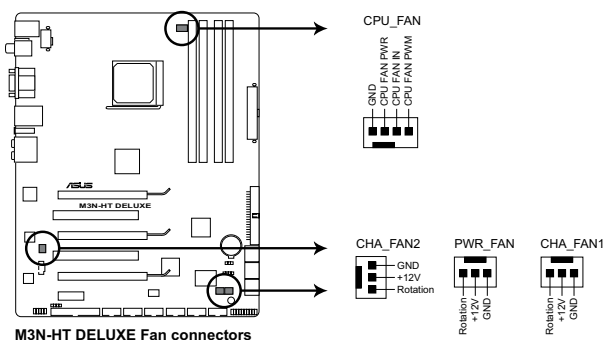 CPU_FAN
GND
CPU FAN PWR
CPU FAN IN
CPU FAN PWM
ASUS
M3N-HT DELUXE
CHA_FAN2
GND
+12V
Rotation
PWR_FAN
Rotation
+12V
GND
CHA_FAN1
Rotation
+12V
GND
M3N-HT DELUXE Fan connectors